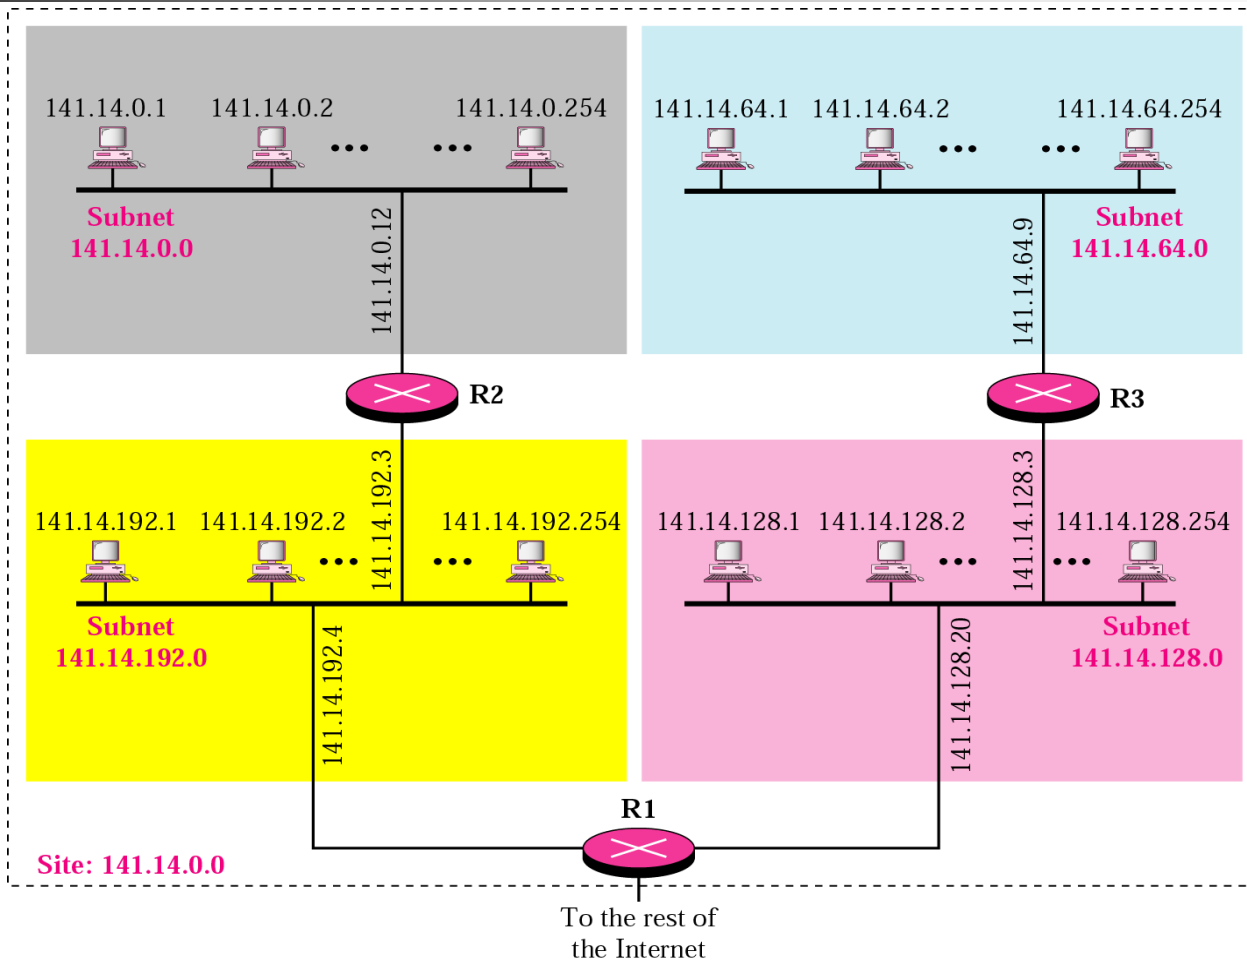 141.14.0.1
141.14.0.2
141.14.0.254
Subnet
141.14.0.0
141.14.0.12
141.14.64.1
141.14.64.2
141.14.64.254
141.14.64.9
Subnet
141.14.64.0
R2
R3
141.14.192.1
141.14.192.2
141.14.192.3
141.14.192.254
Subnet
141.14.192.0
141.14.192.4
141.14.128.1
141.14.128.2
141.14.128.3
141.14.128.254
141.14.128.20
Subnet
141.14.128.0
R1
Site: 141.14.0.0
To the rest of
the Internet